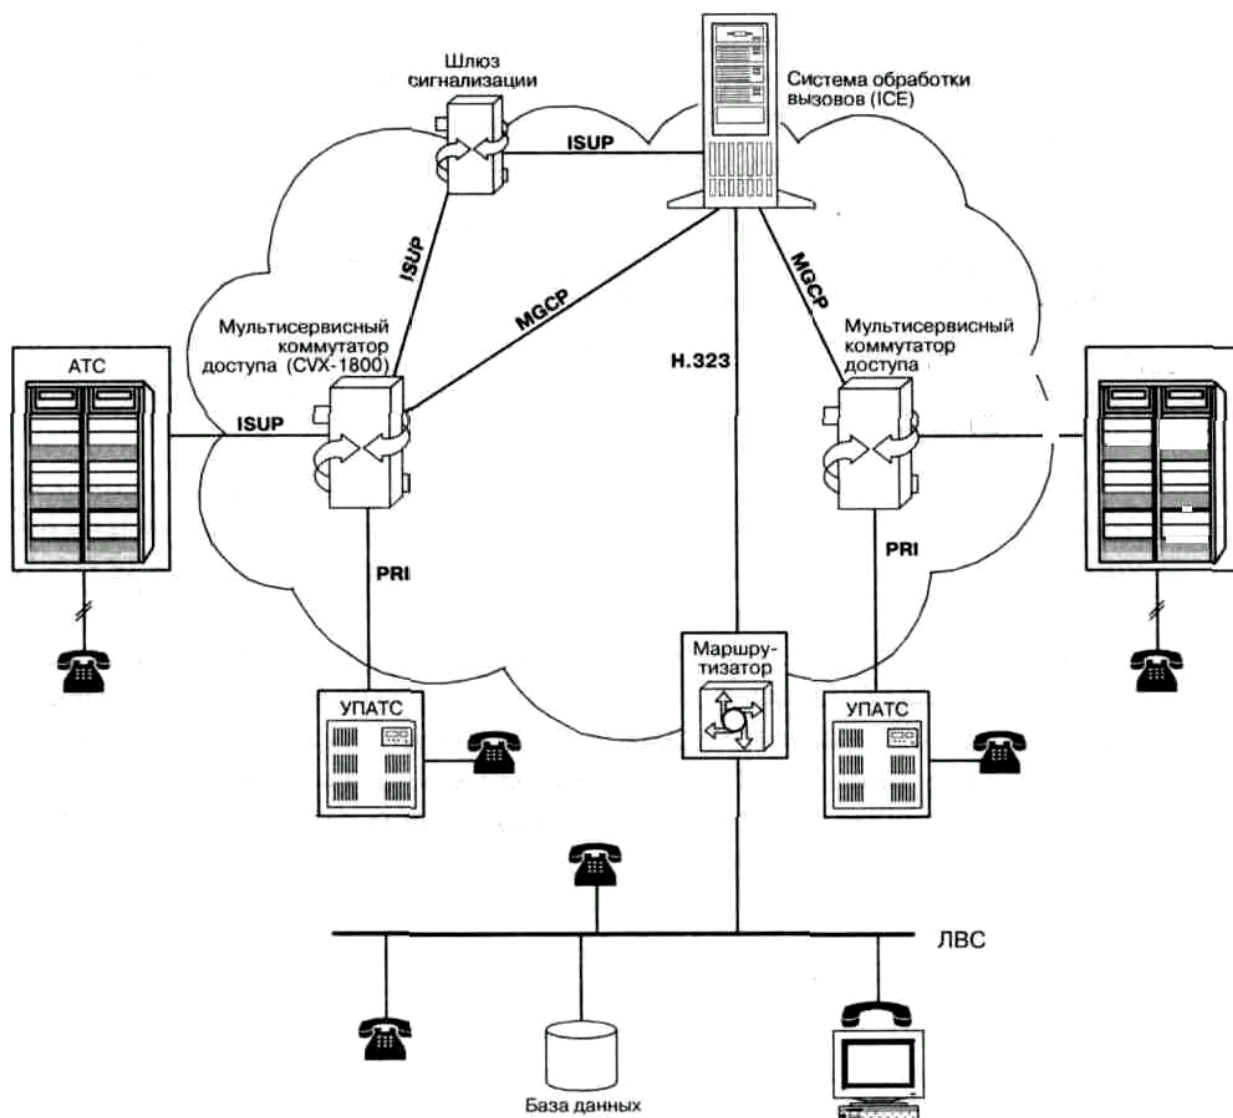 Шлюз
сигнализации
Система обработки
вызовов (ICE)
ISUP
ISUP
MGCP
MGCP
Мультисервисный
коммутатор
доступа (CVX-1800)
H.323
Мультисервисный
коммутатор
доступа
АТС
ISUP
PRI
PRI
Маршру-
тизатор
УПАТС
УПАТС
ЛВС
База данных